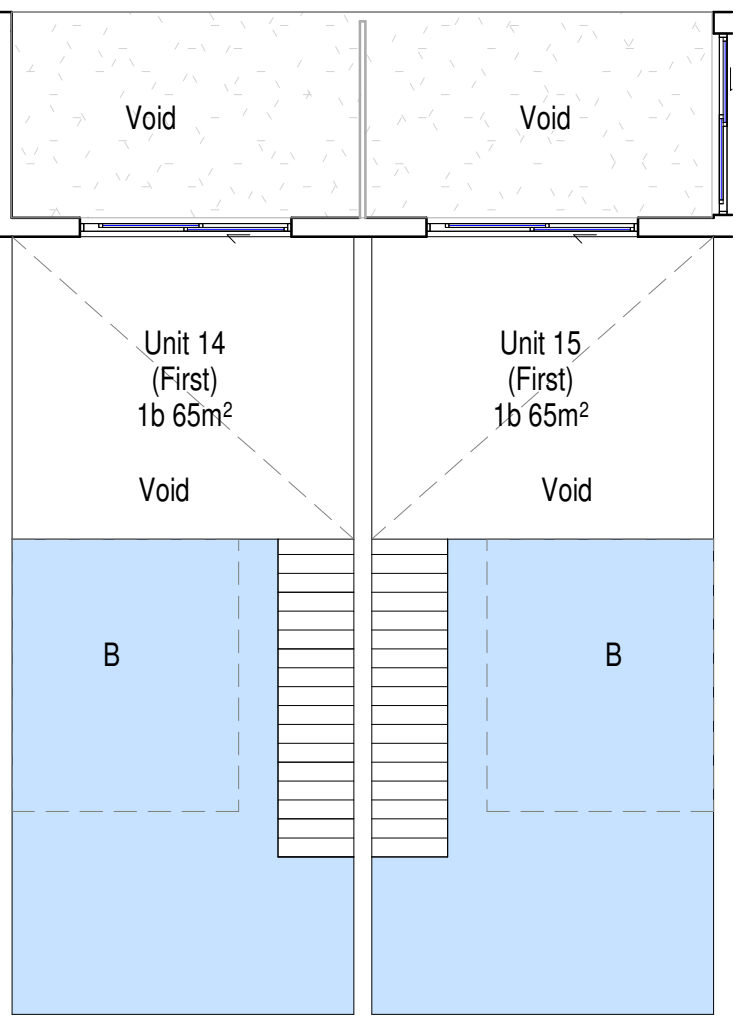 Void
Void
Unit 14
(First)
1b 65m²
Void
Unit 15
(First)
1b 65m²
Void
B
B